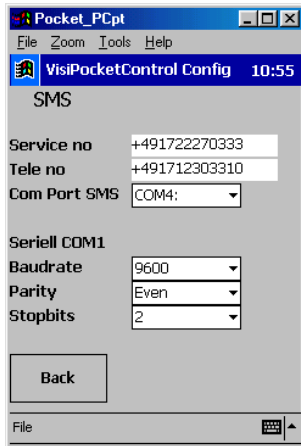 Pocket_PCpt
File Zoom Tools Help
VisiPocketControl Config 10:55
SMS
Service no +491722270333
Tele no +491712303310
Com Port SMS COM4:
Seriell COM1
Baudrate 9600
Parity Even
Stopbits 2
Back
File